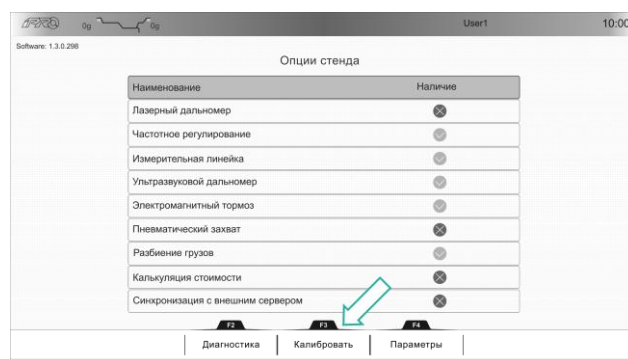 0g 0g User1 10:00
Software: 1.3.0.298
Опции стенда
Наименование Наличие
Лазерный дальномер
Частотное регулирование
Измерительная линейка
Ультразвуковой дальномер
Электромагнитный тормоз
Пневматический захват
Разбиение грузов
Калькуляция стоимости
Синхронизация с внешним сервером
F2 F3 F4
Диагностика Калибровать Параметры